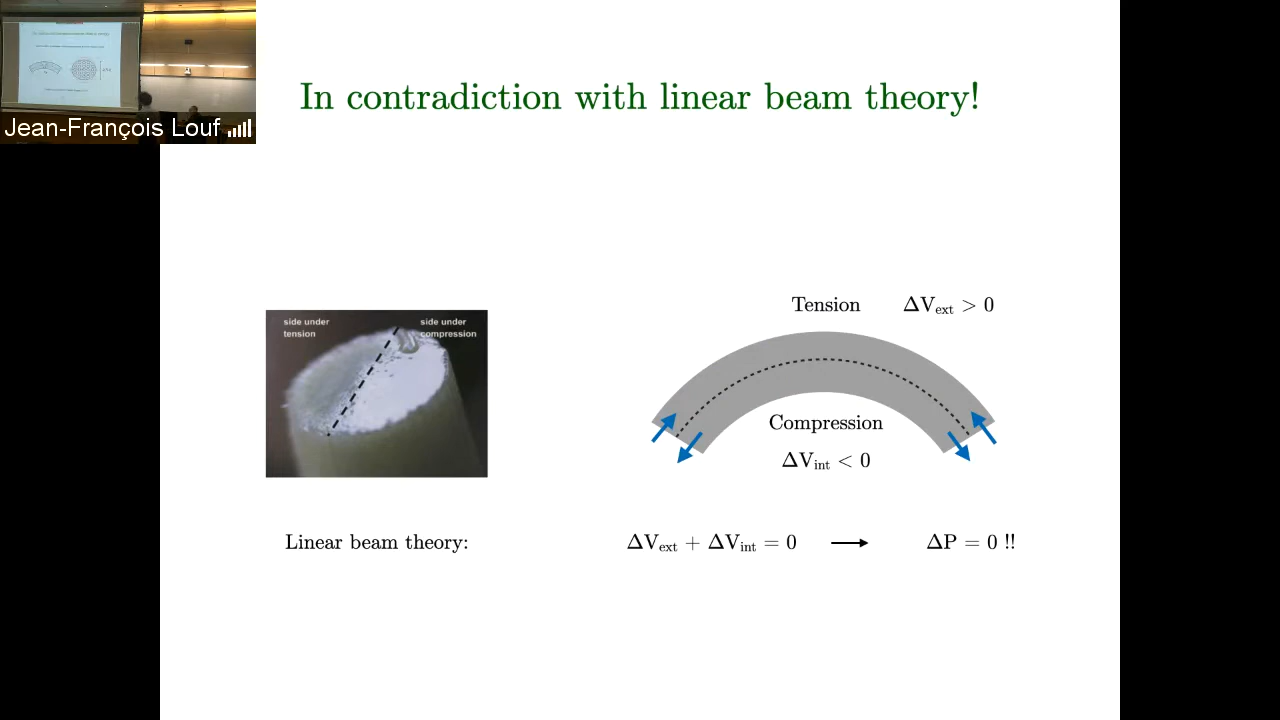 Jean-François Louf
In contradiction with linear beam theory!
side under
tension
side under
compression
Tension ΔV_ext > 0
Compression
ΔV_int < 0
Linear beam theory: ΔV_ext + ΔV_int = 0 ⟶ ΔP = 0 !!